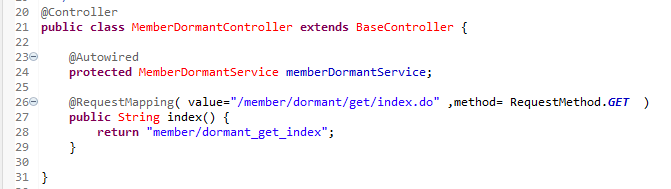 20 @Controller
21 public class MemberDormantController extends BaseController {
22
23 @Autowired
24 protected MemberDormantService memberDormantService;
25
26 @RequestMapping( value="/member/dormant/get/index.do" ,method= RequestMethod.GET )
27 public String index() {
28 return "member/dormant_get_index";
29 }
30
31 }